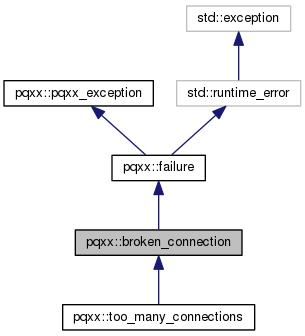 std::exception
pqxx::pqxx_exception
std::runtime_error
pqxx::failure
pqxx::broken_connection
pqxx::too_many_connections